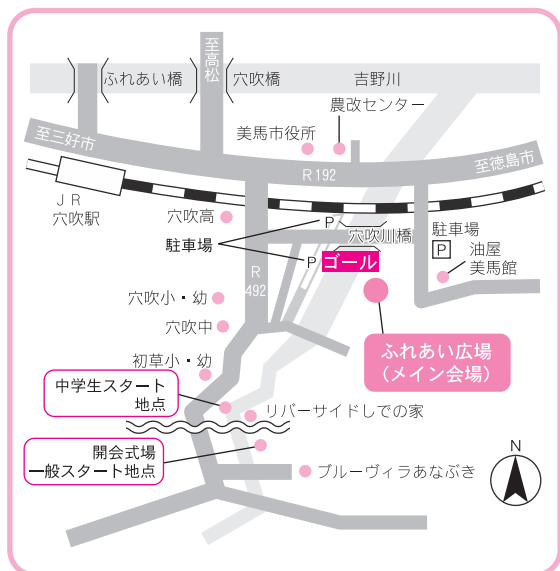 至高松
ふれあい橋
穴吹橋
吉野川
農改センター
美馬市役所
至三好市
R 192
至徳島市
ＪＲ
穴吹駅
穴吹高
P
駐車場
P
穴吹川橋
駐車場
P
油屋
美馬館
ゴール
R
492
穴吹小・幼
穴吹中
ふれあい広場
（メイン会場）
初草小・幼
中学生スタート
地点
リバーサイドしでの家
開会式場
一般スタート地点
ブルーヴィラあなぶき
N